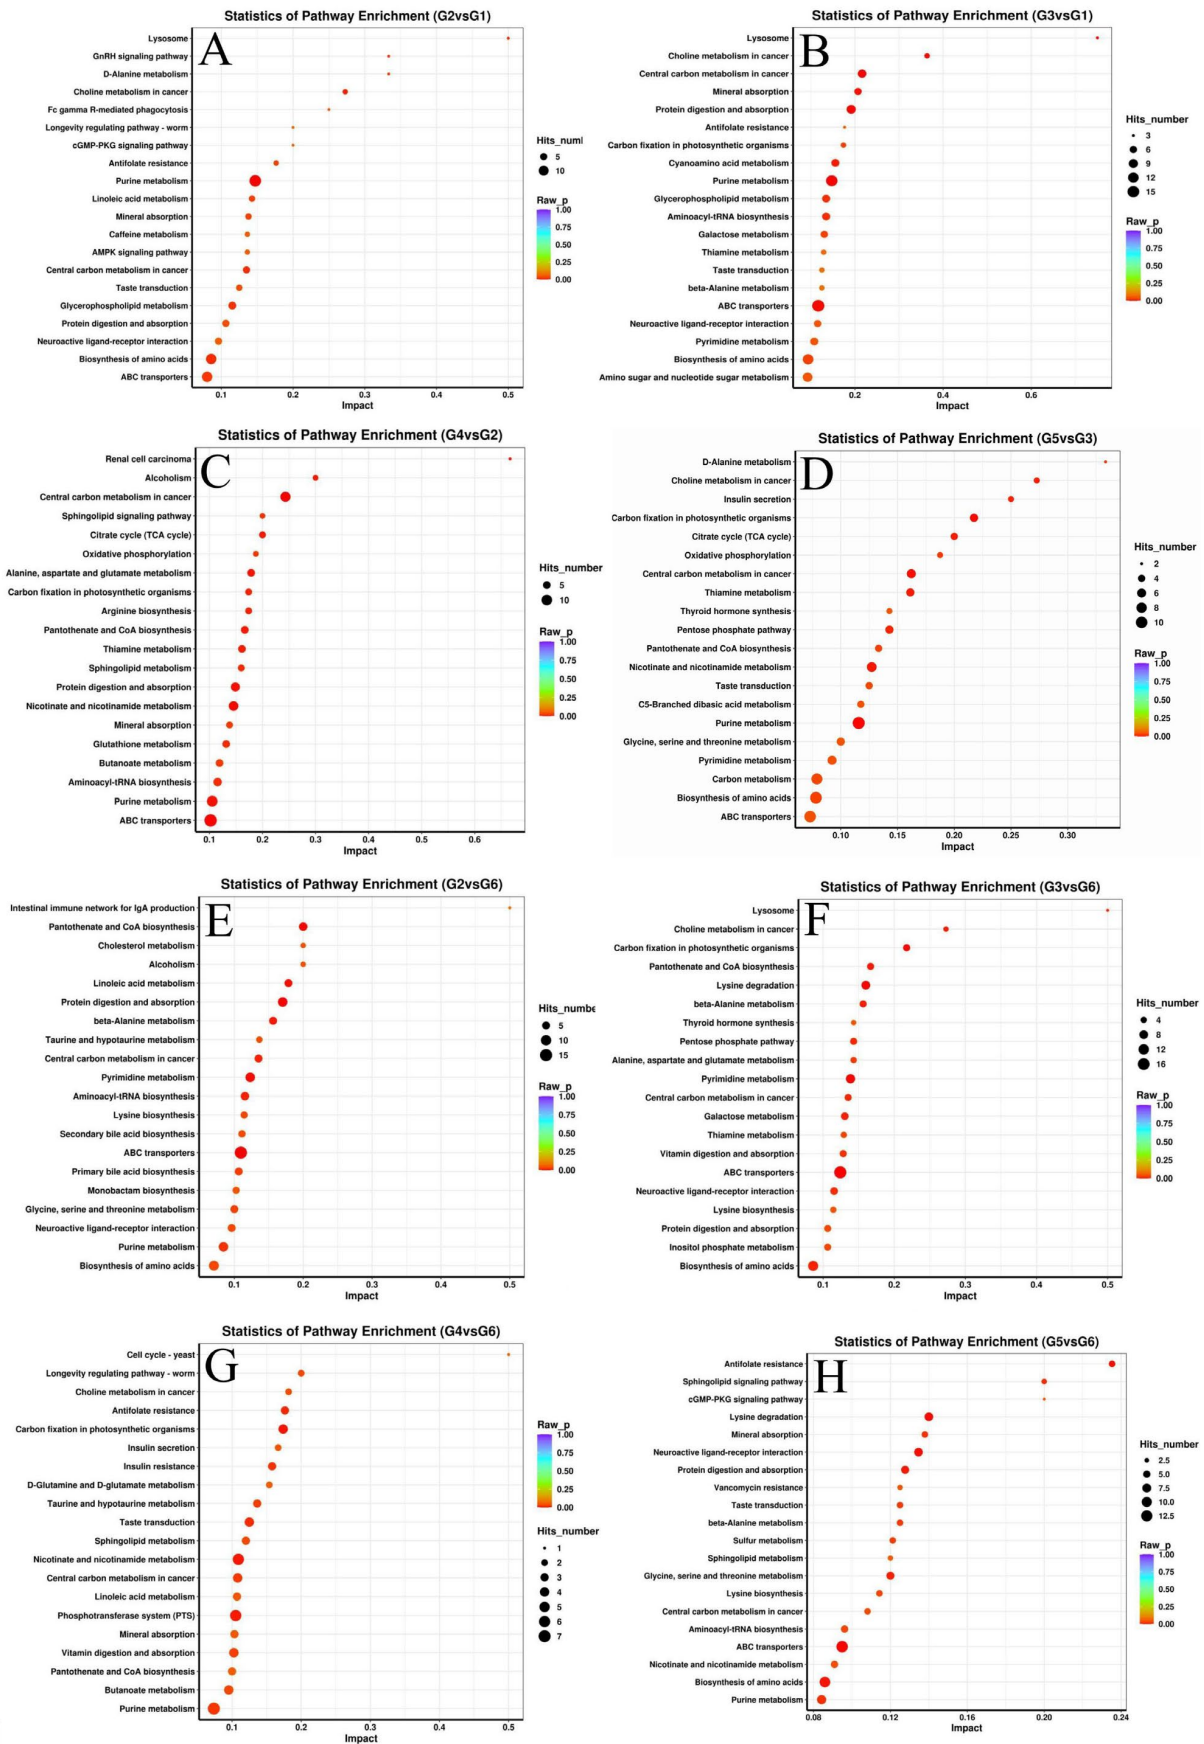 Statistics of Pathway Enrichment (G2vsG1)
A
Lysosome
GnRH signaling pathway
D-Alanine metabolism
Choline metabolism in cancer
Fc gamma R-mediated phagocytosis
Longevity regulating pathway - worm
cGMP-PKG signaling pathway
Antifolate resistance
Purine metabolism
Linoleic acid metabolism
Mineral absorption
Caffeine metabolism
AMPK signaling pathway
Central carbon metabolism in cancer
Taste transduction
Glycerophospholipid metabolism
Protein digestion and absorption
Neuroactive ligand-receptor interaction
Biosynthesis of amino acids
ABC transporters
0.1 0.2 0.3 0.4 0.5
Impact
Hits_numl
5
10
Raw_p
1.00
0.75
0.50
0.25
0.00
Statistics of Pathway Enrichment (G3vsG1)
B
Lysosome
Choline metabolism in cancer
Central carbon metabolism in cancer
Mineral absorption
Protein digestion and absorption
Antifolate resistance
Carbon fixation in photosynthetic organisms
Cyanoamino acid metabolism
Purine metabolism
Glycerophospholipid metabolism
Aminoacyl-tRNA biosynthesis
Galactose metabolism
Thiamine metabolism
Taste transduction
beta-Alanine metabolism
ABC transporters
Neuroactive ligand-receptor interaction
Pyrimidine metabolism
Biosynthesis of amino acids
Amino sugar and nucleotide sugar metabolism
0.2 0.4 0.6
Impact
Hits_number
3
6
9
12
15
Raw_p
1.00
0.75
0.50
0.25
0.00
Statistics of Pathway Enrichment (G4vsG2)
C
Renal cell carcinoma
Alcoholism
Central carbon metabolism in cancer
Sphingolipid signaling pathway
Citrate cycle (TCA cycle)
Oxidative phosphorylation
Alanine, aspartate and glutamate metabolism
Carbon fixation in photosynthetic organisms
Arginine biosynthesis
Pantothenate and CoA biosynthesis
Thiamine metabolism
Sphingolipid metabolism
Protein digestion and absorption
Nicotinate and nicotinamide metabolism
Mineral absorption
Glutathione metabolism
Butanoate metabolism
Aminoacyl-tRNA biosynthesis
Purine metabolism
ABC transporters
0.1 0.2 0.3 0.4 0.5 0.6
Impact
Hits_number
5
10
Raw_p
1.00
0.75
0.50
0.25
0.00
Statistics of Pathway Enrichment (G5vsG3)
D
D-Alanine metabolism
Choline metabolism in cancer
Insulin secretion
Carbon fixation in photosynthetic organisms
Citrate cycle (TCA cycle)
Oxidative phosphorylation
Central carbon metabolism in cancer
Thiamine metabolism
Thyroid hormone synthesis
Pentose phosphate pathway
Pantothenate and CoA biosynthesis
Nicotinate and nicotinamide metabolism
Taste transduction
C5-Branched dibasic acid metabolism
Purine metabolism
Glycine, serine and threonine metabolism
Pyrimidine metabolism
Carbon metabolism
Biosynthesis of amino acids
ABC transporters
0.10 0.15 0.20 0.25 0.30
Impact
Hits_number
2
4
6
8
10
Raw_p
1.00
0.75
0.50
0.25
0.00
Statistics of Pathway Enrichment (G2vsG6)
E
Intestinal immune network for IgA production
Pantothenate and CoA biosynthesis
Cholesterol metabolism
Alcoholism
Linoleic acid metabolism
Protein digestion and absorption
beta-Alanine metabolism
Taurine and hypotaurine metabolism
Central carbon metabolism in cancer
Pyrimidine metabolism
Aminoacyl-tRNA biosynthesis
Lysine biosynthesis
Secondary bile acid biosynthesis
ABC transporters
Primary bile acid biosynthesis
Monobactam biosynthesis
Glycine, serine and threonine metabolism
Neuroactive ligand-receptor interaction
Purine metabolism
Biosynthesis of amino acids
0.1 0.2 0.3 0.4 0.5
Impact
Hits_numbe
5
10
15
Raw_p
1.00
0.75
0.50
0.25
0.00
Statistics of Pathway Enrichment (G3vsG6)
F
Lysosome
Choline metabolism in cancer
Carbon fixation in photosynthetic organisms
Pantothenate and CoA biosynthesis
Lysine degradation
beta-Alanine metabolism
Thyroid hormone synthesis
Pentose phosphate pathway
Alanine, aspartate and glutamate metabolism
Pyrimidine metabolism
Central carbon metabolism in cancer
Galactose metabolism
Thiamine metabolism
Vitamin digestion and absorption
ABC transporters
Neuroactive ligand-receptor interaction
Lysine biosynthesis
Protein digestion and absorption
Inositol phosphate metabolism
Biosynthesis of amino acids
0.1 0.2 0.3 0.4 0.5
Impact
Hits_number
4
8
12
16
Raw_p
1.00
0.75
0.50
0.25
0.00
Statistics of Pathway Enrichment (G4vsG6)
G
Cell cycle - yeast
Longevity regulating pathway - worm
Choline metabolism in cancer
Antifolate resistance
Carbon fixation in photosynthetic organisms
Insulin secretion
Insulin resistance
D-Glutamine and D-glutamate metabolism
Taurine and hypotaurine metabolism
Taste transduction
Sphingolipid metabolism
Nicotinate and nicotinamide metabolism
Central carbon metabolism in cancer
Linoleic acid metabolism
Phosphotransferase system (PTS)
Mineral absorption
Vitamin digestion and absorption
Pantothenate and CoA biosynthesis
Butanoate metabolism
Purine metabolism
0.1 0.2 0.3 0.4 0.5
Impact
Raw_p
1.00
0.75
0.50
0.25
0.00
Hits_number
1
2
3
4
5
6
7
Statistics of Pathway Enrichment (G5vsG6)
H
Antifolate resistance
Sphingolipid signaling pathway
cGMP-PKG signaling pathway
Lysine degradation
Mineral absorption
Neuroactive ligand-receptor interaction
Protein digestion and absorption
Vancomycin resistance
Taste transduction
beta-Alanine metabolism
Sulfur metabolism
Sphingolipid metabolism
Glycine, serine and threonine metabolism
Lysine biosynthesis
Central carbon metabolism in cancer
Aminoacyl-tRNA biosynthesis
ABC transporters
Nicotinate and nicotinamide metabolism
Biosynthesis of amino acids
Purine metabolism
0.08 0.12 0.16 0.20 0.24
Impact
Hits_number
2.5
5.0
7.5
10.0
12.5
Raw_p
1.00
0.75
0.50
0.25
0.00